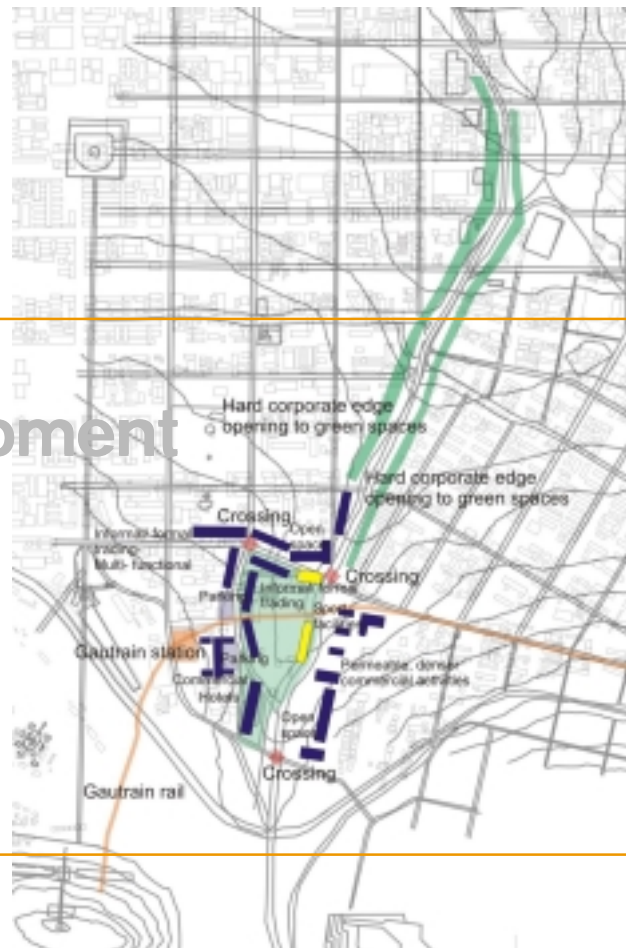 Hard corporate edge
opening to green spaces
pment
Hard corporate edge
opening to green spaces
Crossing
Open
space
Informal/formal
trading
Multi-functional
Crossing
Parking
Informal/formal
trading
Sport
facilities
Gautrain station
Parking
Permeable, denser
commercial activities
Commercial
Hotels
Open
space
Crossing
Gautrain rail